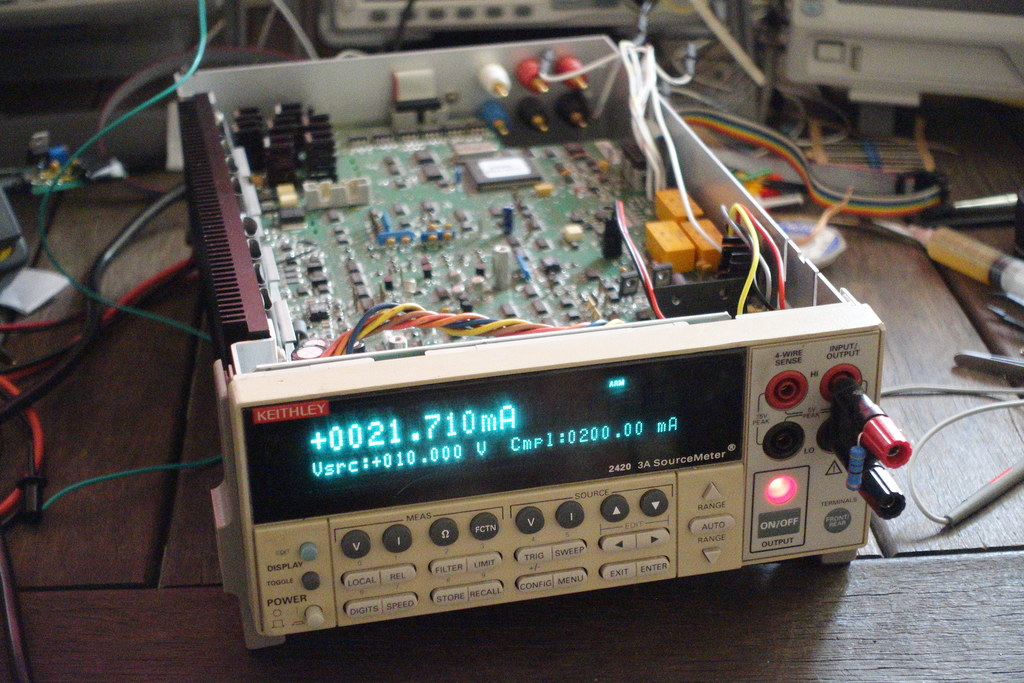 KEITHLEY
ARM
+0021.710mA
Vsrc:+010.000 V Cmpl:0200.00 mA
2420 3A SourceMeter®
4-WIRE SENSE
INPUT/OUTPUT
HI
LO
MEAS
SOURCE
V I Ω FCTN V I
EDIT
DISPLAY
TOGGLE
POWER
LOCAL REL FILTER LIMIT TRIG SWEEP
DIGITS SPEED STORE RECALL CONFIG MENU EXIT ENTER
+/-
EDIT
RANGE
AUTO
RANGE
ON/OFF
OUTPUT
TERMINALS
FRONT/REAR